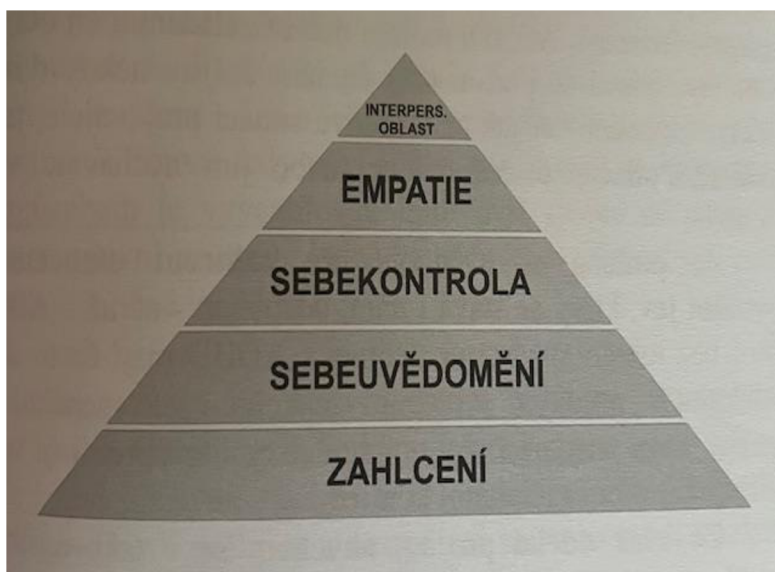 INTERPERS.
OBLAST
EMPATIE
SEBEKONTROLA
SEBEUVĚDOMĚNÍ
ZAHLCENÍ